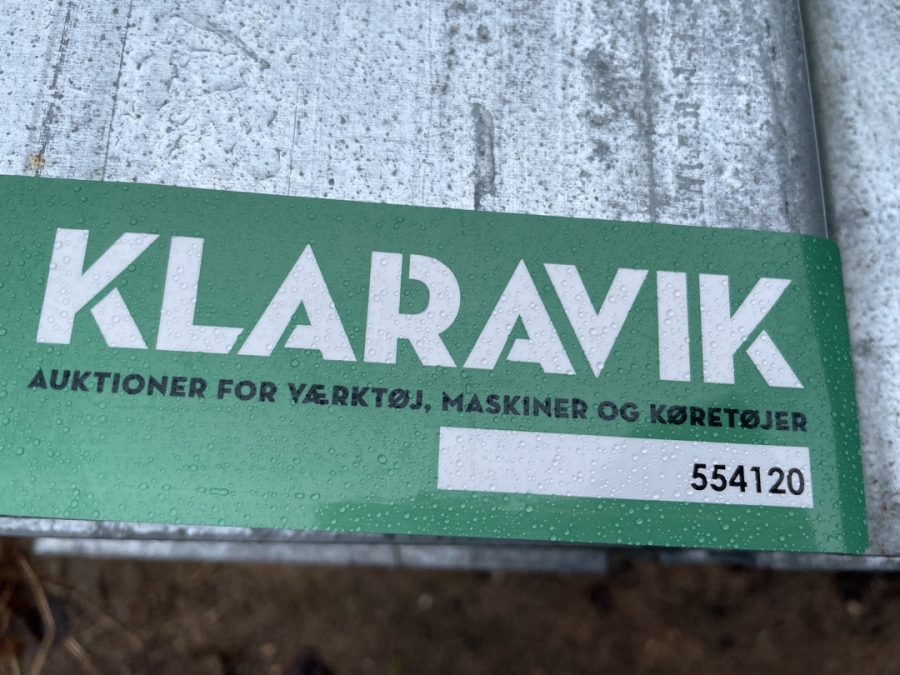 KLARAVIK
AUKTIONER FOR VÆRKTØJ, MASKINER OG KØRETØJER
554120